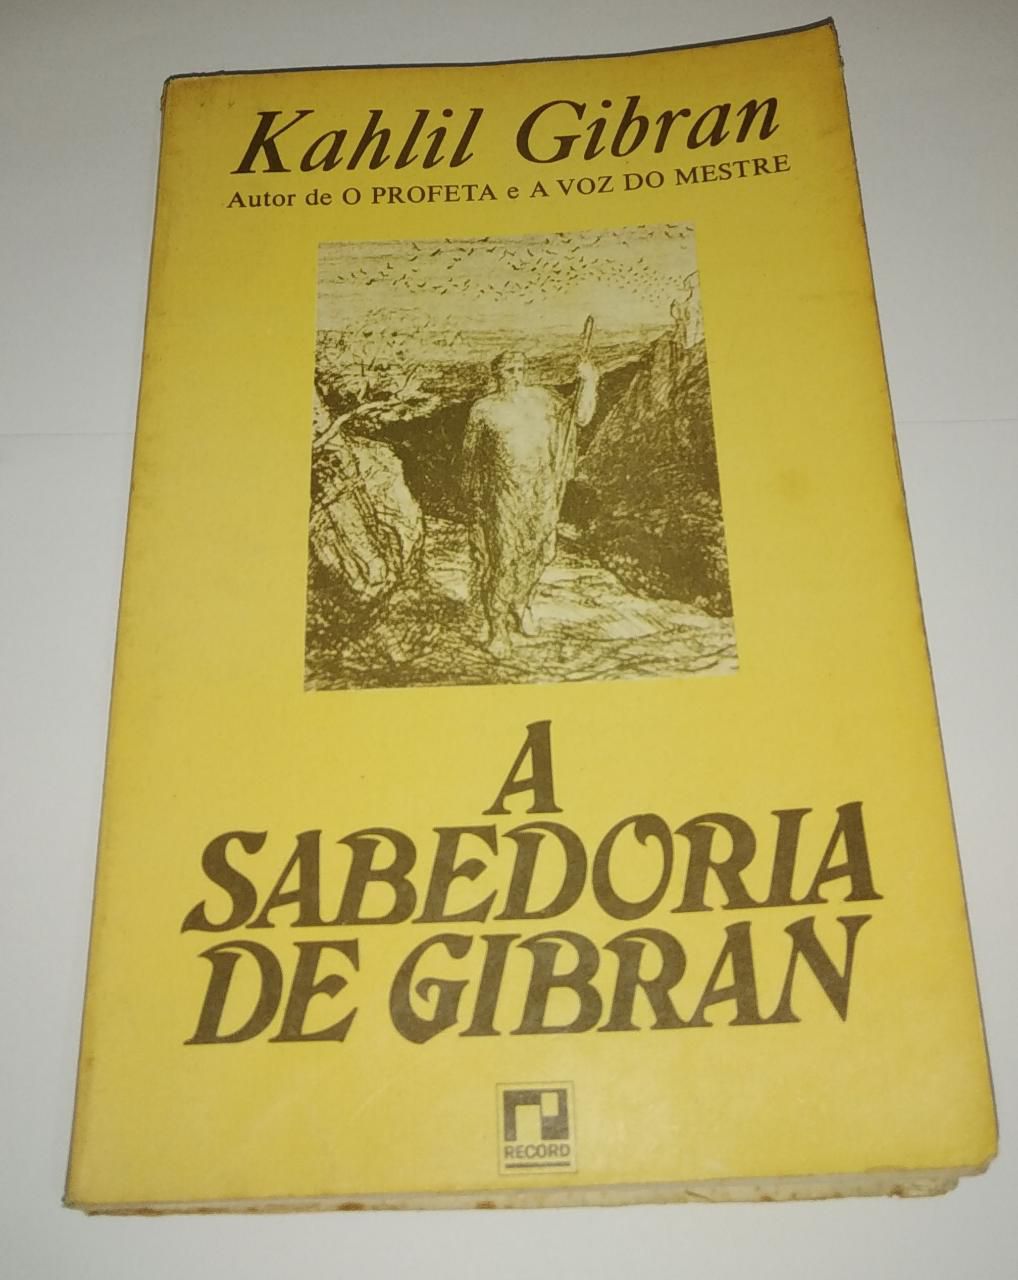 Kahlil Gibran
Autor de O PROFETA e A VOZ DO MESTRE
A
SABEDORIA
DE GIBRAN
RECORD